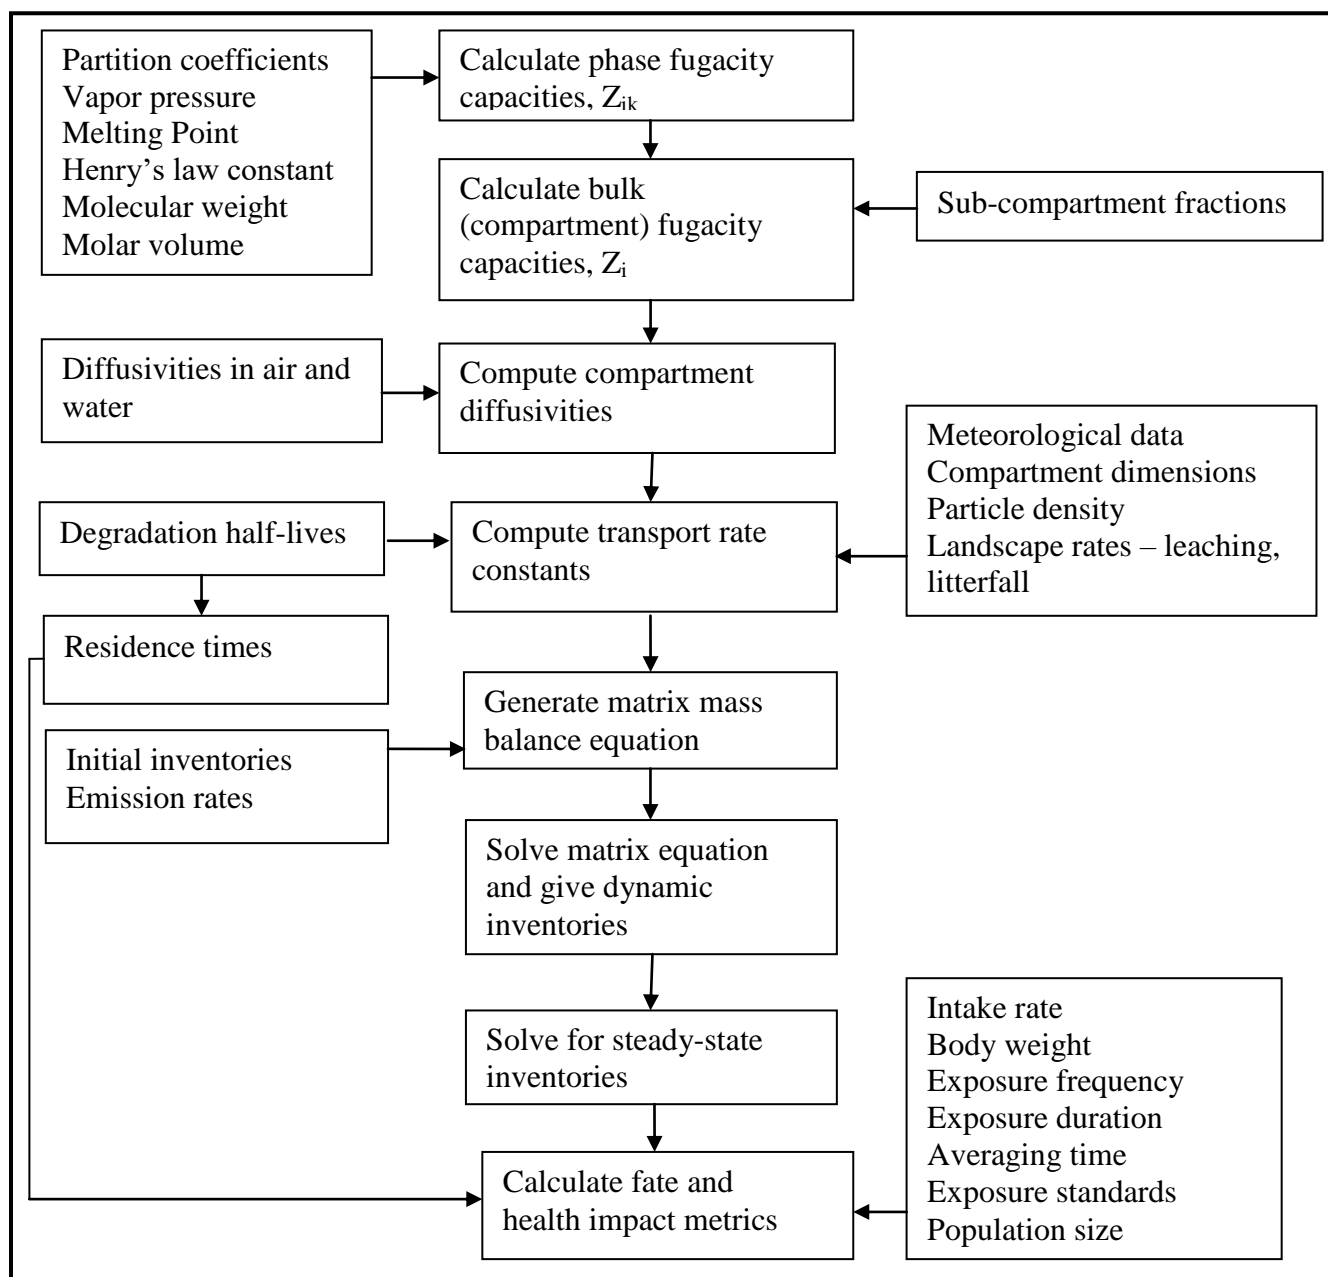 Partition coefficients
Vapor pressure
Melting Point
Henry’s law constant
Molecular weight
Molar volume
Calculate phase fugacity
capacities, Zik
Calculate bulk
(compartment) fugacity
capacities, Zi
Sub-compartment fractions
Diffusivities in air and
water
Compute compartment
diffusivities
Meteorological data
Compartment dimensions
Particle density
Landscape rates – leaching,
litterfall
Degradation half-lives
Compute transport rate
constants
Residence times
Generate matrix mass
balance equation
Initial inventories
Emission rates
Solve matrix equation
and give dynamic
inventories
Solve for steady-state
inventories
Intake rate
Body weight
Exposure frequency
Exposure duration
Averaging time
Exposure standards
Population size
Calculate fate and
health impact metrics